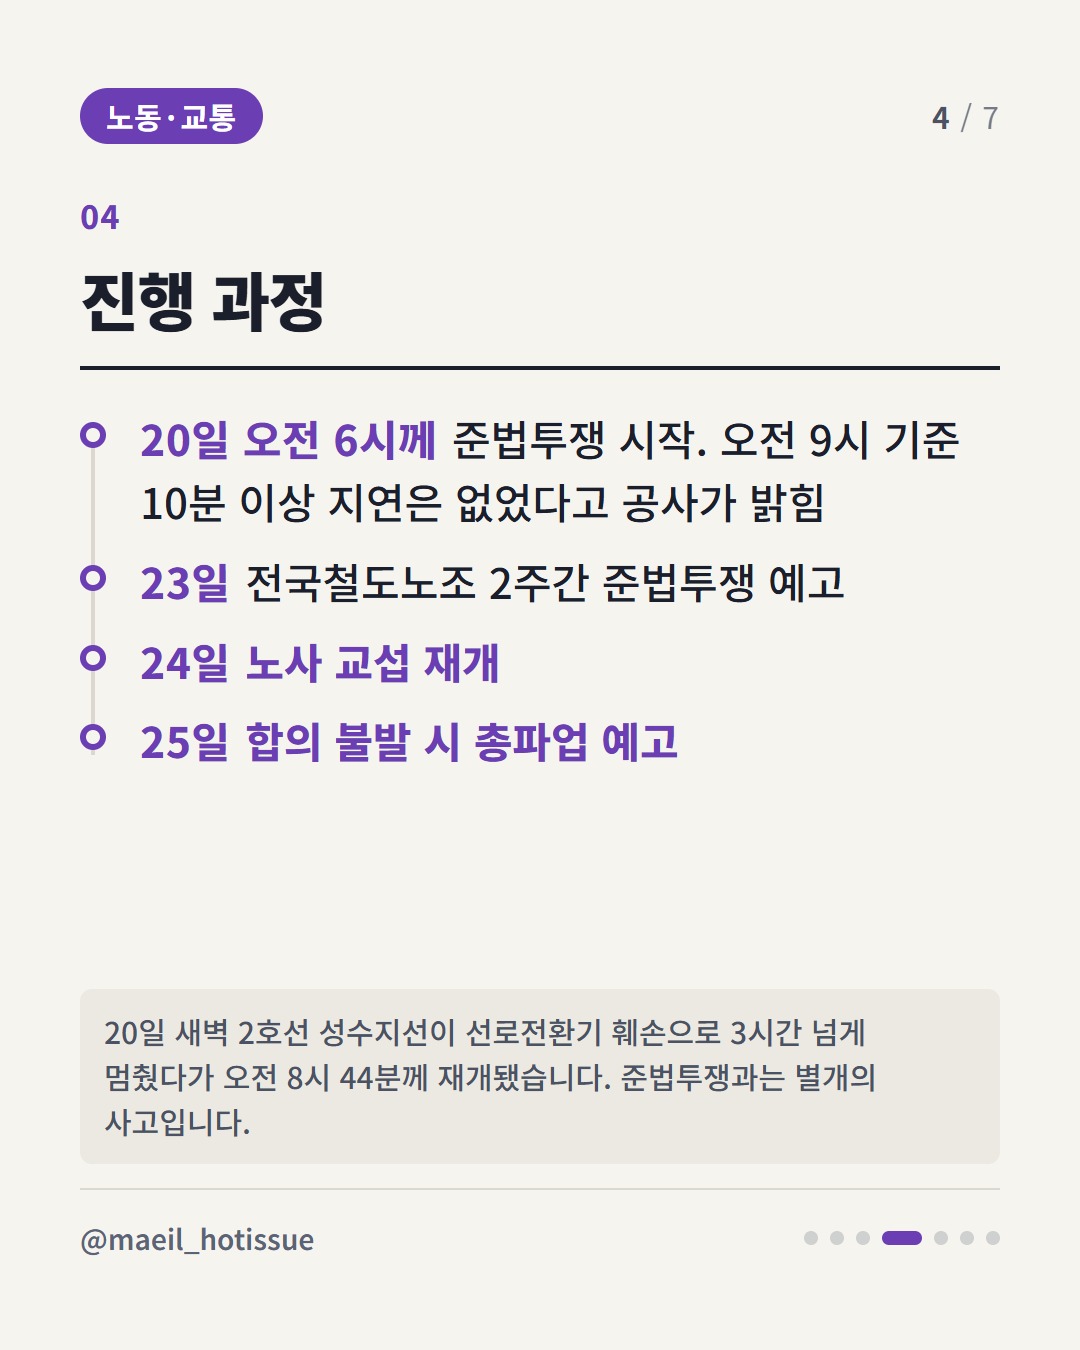 노동·교통
4 / 7
04
진행 과정
20일 오전 6시께 준법투쟁 시작. 오전 9시 기준
10분 이상 지연은 없었다고 공사가 밝힘
23일 전국철도노조 2주간 준법투쟁 예고
24일 노사 교섭 재개
25일 합의 불발 시 총파업 예고
20일 새벽 2호선 성수지선이 선로전환기 훼손으로 3시간 넘게
멈췄다가 오전 8시 44분께 재개됐습니다. 준법투쟁과는 별개의
사고입니다.
@maeil_hotissue